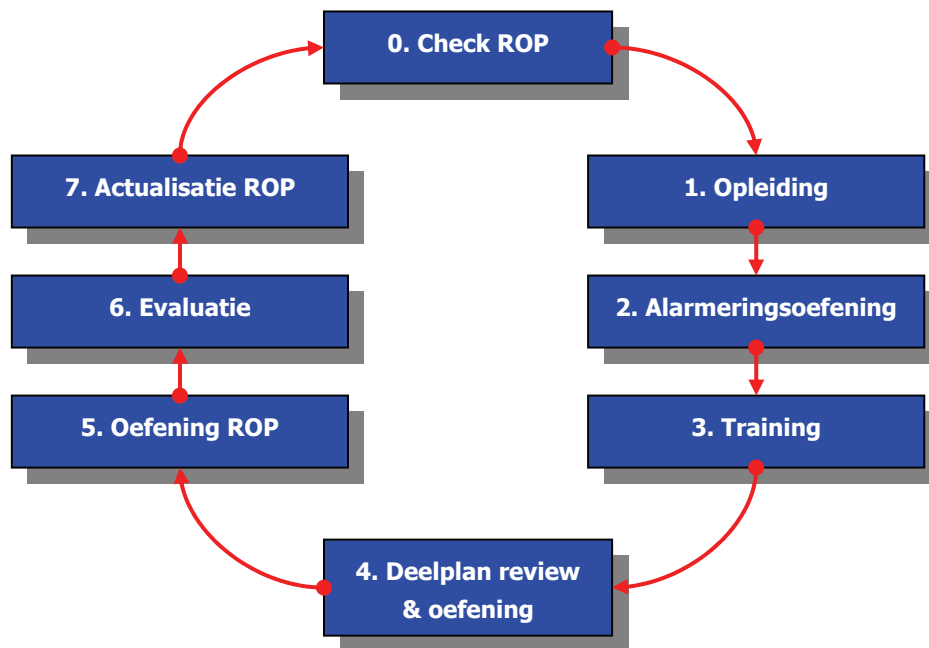 0. Check ROP
1. Opleiding
2. Alarmeringsoefening
3. Training
4. Deelplan review
& oefening
5. Oefening ROP
6. Evaluatie
7. Actualisatie ROP